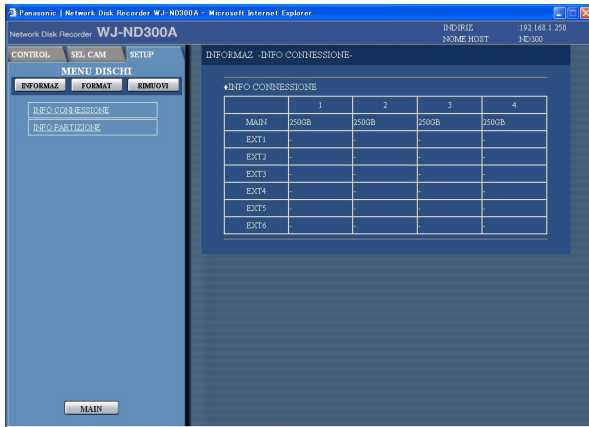 Panasonic | Network Disk Recorder WJ-ND300A - Microsoft Internet Explorer
Network Disk Recorder WJ-ND300A
INDIRIZ :192.168.1.250
NOME HOST :ND300
CONTROL SEL CAM SETUP
MENU DISCHI
INFORMAZ FORMAT RIMUOVI
INFO CONNESSIONE
INFO PARTIZIONE
INFORMAZ -INFO CONNESSIONE-
♦INFO CONNESSIONE
1 2 3 4
MAIN 250GB 250GB 250GB 250GB
EXT1 - - - -
EXT2 - - - -
EXT3 - - - -
EXT4 - - - -
EXT5 - - - -
EXT6 - - - -
MAIN